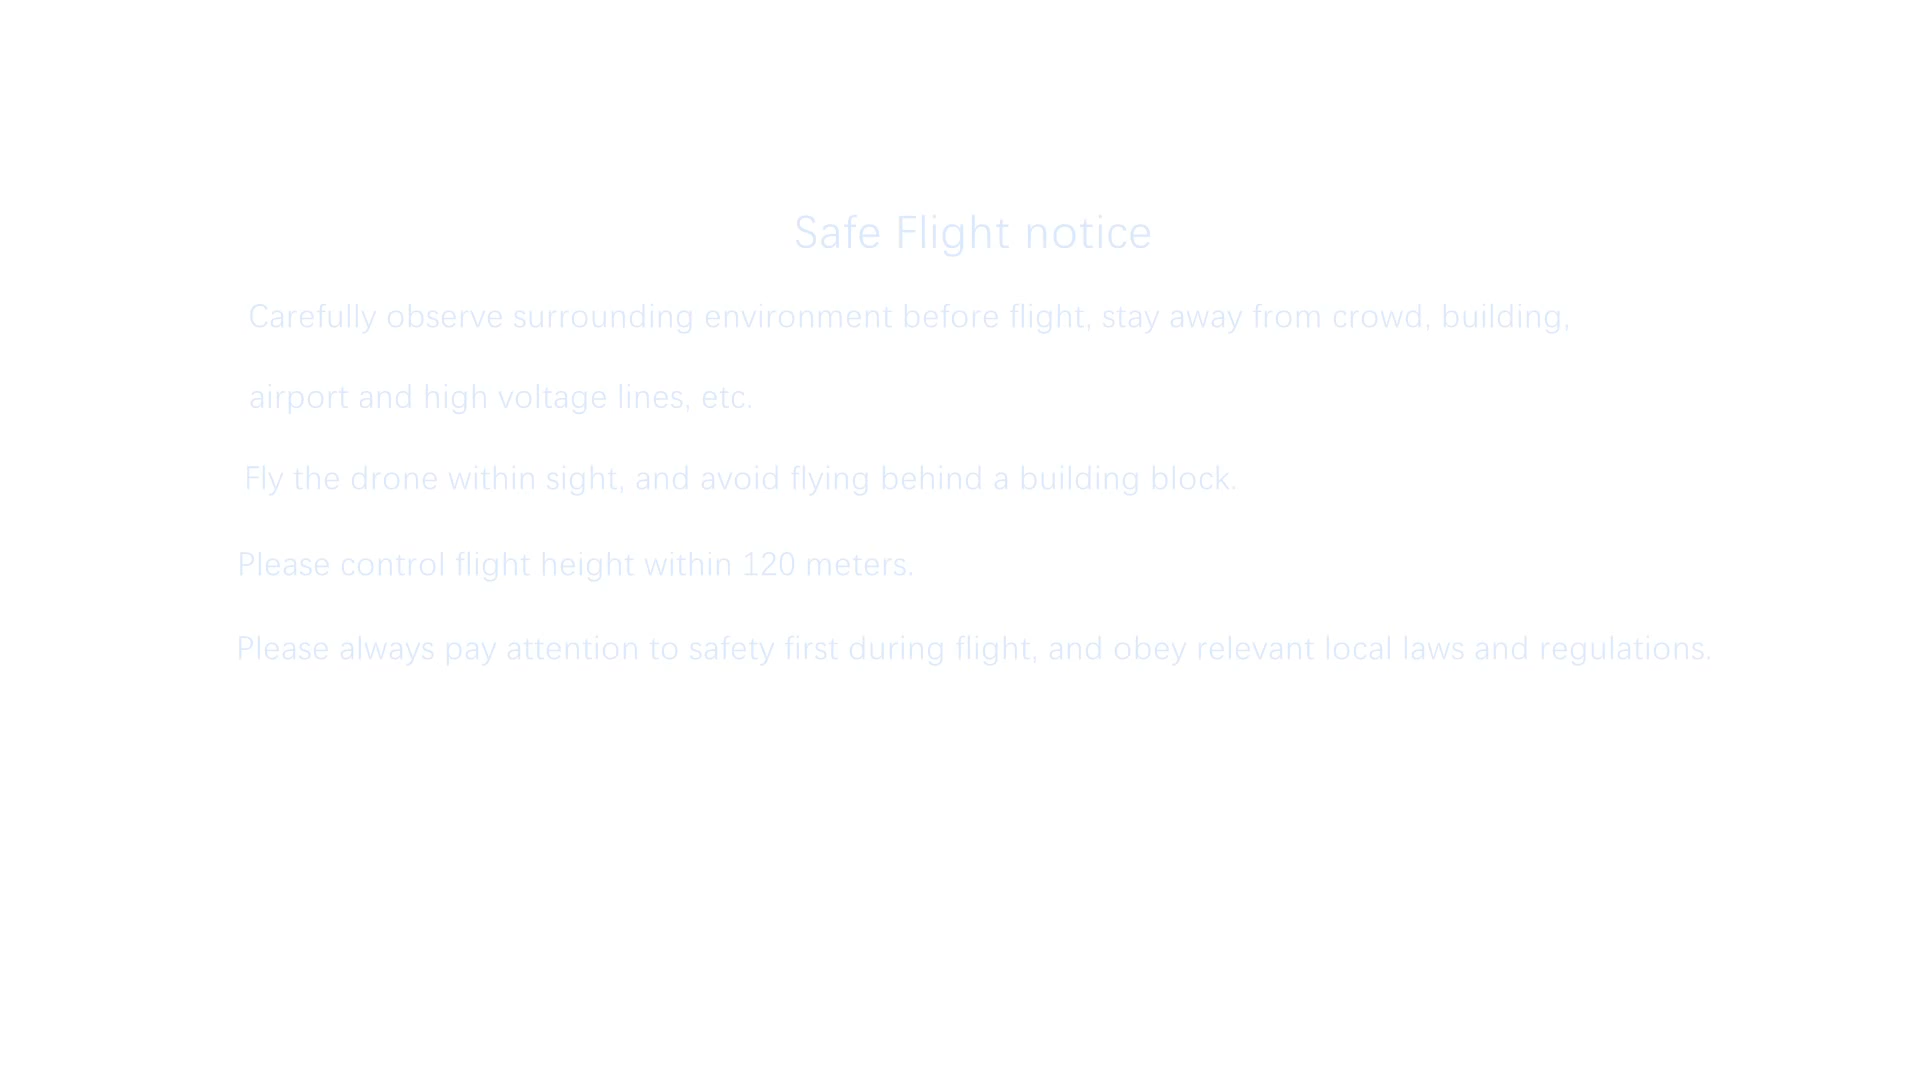 Safe Flight notice
Carefully observe surrounding environment before flight, stay away from crowd, building,
airport and high voltage lines, etc.
Fly the drone within sight, and avoid flying behind a building block.
Please control flight height within 120 meters.
Please always pay attention to safety first during flight, and obey relevant local laws and regulations.